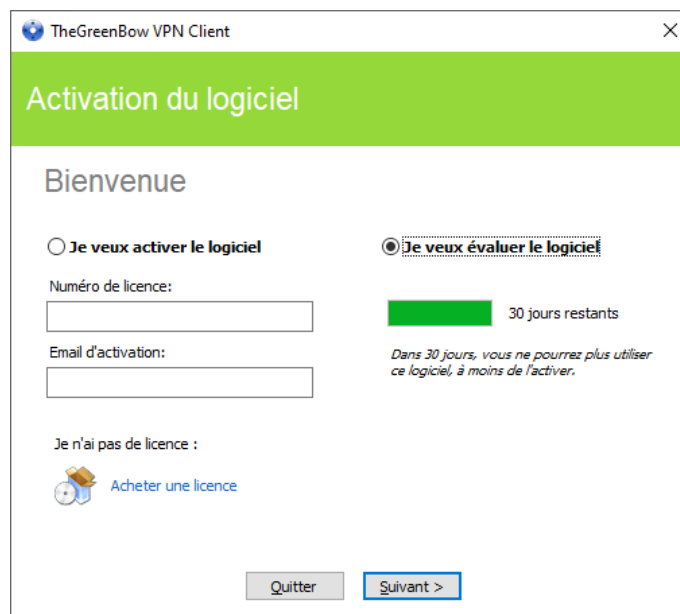 TheGreenBow VPN Client
Activation du logiciel
Bienvenue
Je veux activer le logiciel
Numéro de licence:
Email d'activation:
Je n'ai pas de licence :
Acheter une licence
Je veux évaluer le logiciel
30 jours restants
Dans 30 jours, vous ne pourrez plus utiliser
ce logiciel, à moins de l'activer.
Quitter
Suivant >